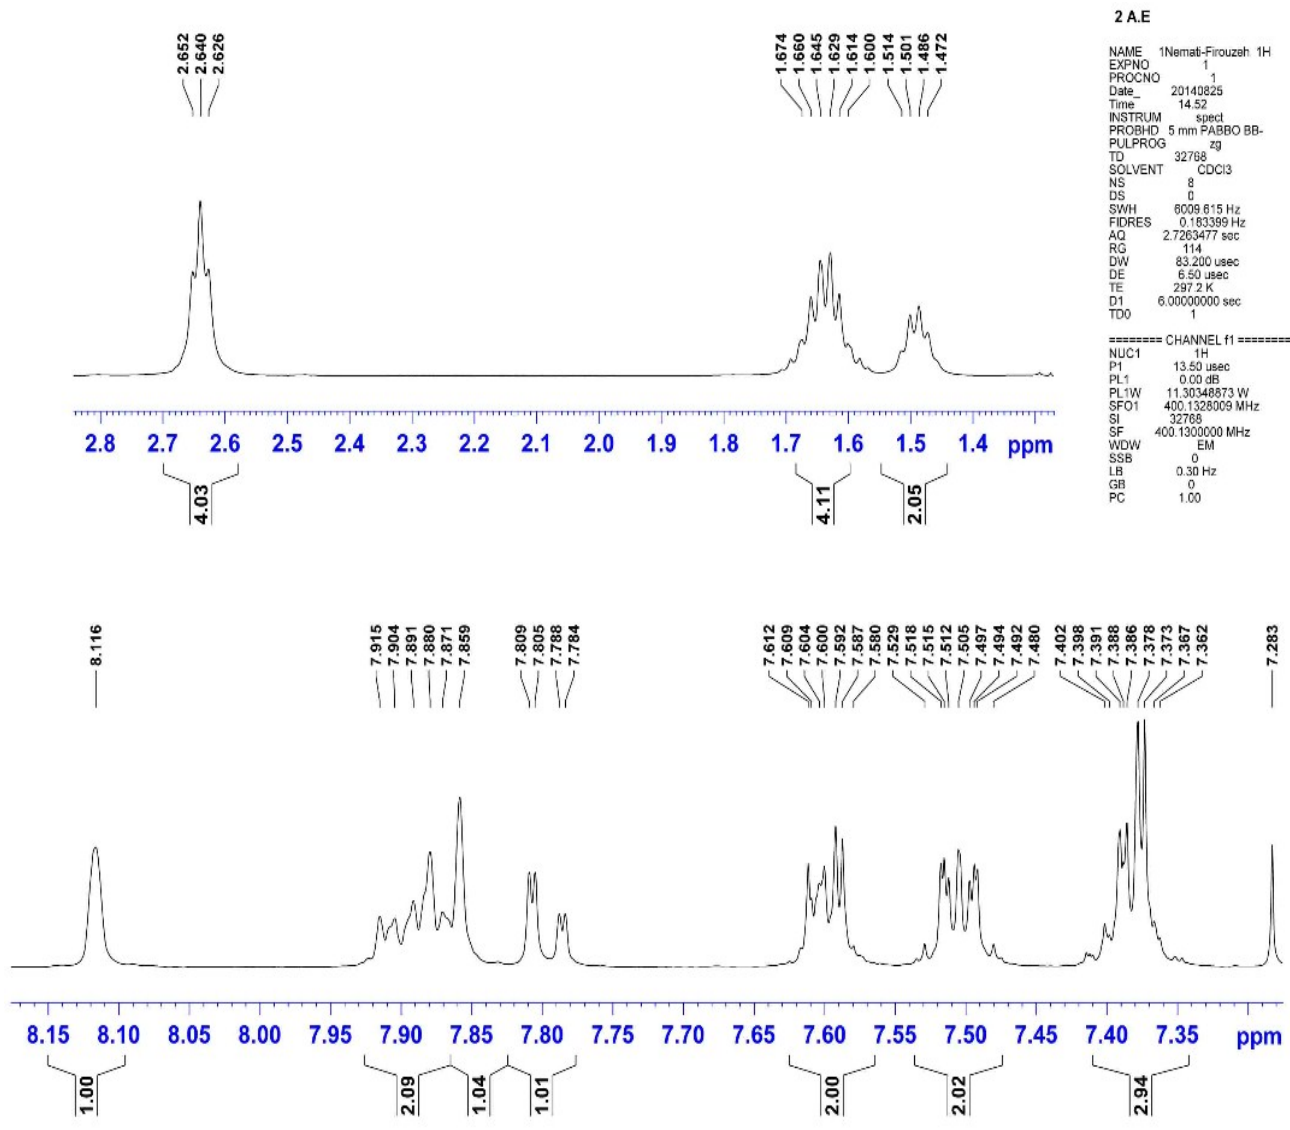 2 A.E
NAME 1Nemati-Firouzeh 1H
EXPNO 1
PROCNO 1
Date_ 20140825
Time 14.52
INSTRUM spect
PROBHD 5 mm PABBO BB-
PULPROG zg
TD 32768
SOLVENT CDCl3
NS 8
DS 0
SWH 6009.615 Hz
FIDRES 0.183399 Hz
AQ 2.7263477 sec
RG 114
DW 83.200 usec
DE 6.50 usec
TE 297.2 K
D1 6.00000000 sec
TD0 1
======== CHANNEL f1 ========
NUC1 1H
P1 13.50 usec
PL1 0.00 dB
PL1W 11.30348873 W
SFO1 400.1328009 MHz
SI 32768
SF 400.1300000 MHz
WDW EM
SSB 0
LB 0.30 Hz
GB 0
PC 1.00
2.652
2.640
2.626
1.674
1.660
1.645
1.629
1.614
1.600
1.514
1.501
1.486
1.472
2.8 2.7 2.6 2.5 2.4 2.3 2.2 2.1 2.0 1.9 1.8 1.7 1.6 1.5 1.4 ppm
4.03
4.11
2.05
8.116
7.915
7.904
7.891
7.880
7.871
7.859
7.809
7.805
7.788
7.784
7.612
7.609
7.604
7.600
7.592
7.587
7.580
7.529
7.518
7.515
7.512
7.505
7.497
7.494
7.492
7.480
7.402
7.398
7.391
7.388
7.386
7.378
7.373
7.367
7.362
7.283
8.15 8.10 8.05 8.00 7.95 7.90 7.85 7.80 7.75 7.70 7.65 7.60 7.55 7.50 7.45 7.40 7.35 ppm
1.00
2.09
1.04
1.01
2.00
2.02
2.94